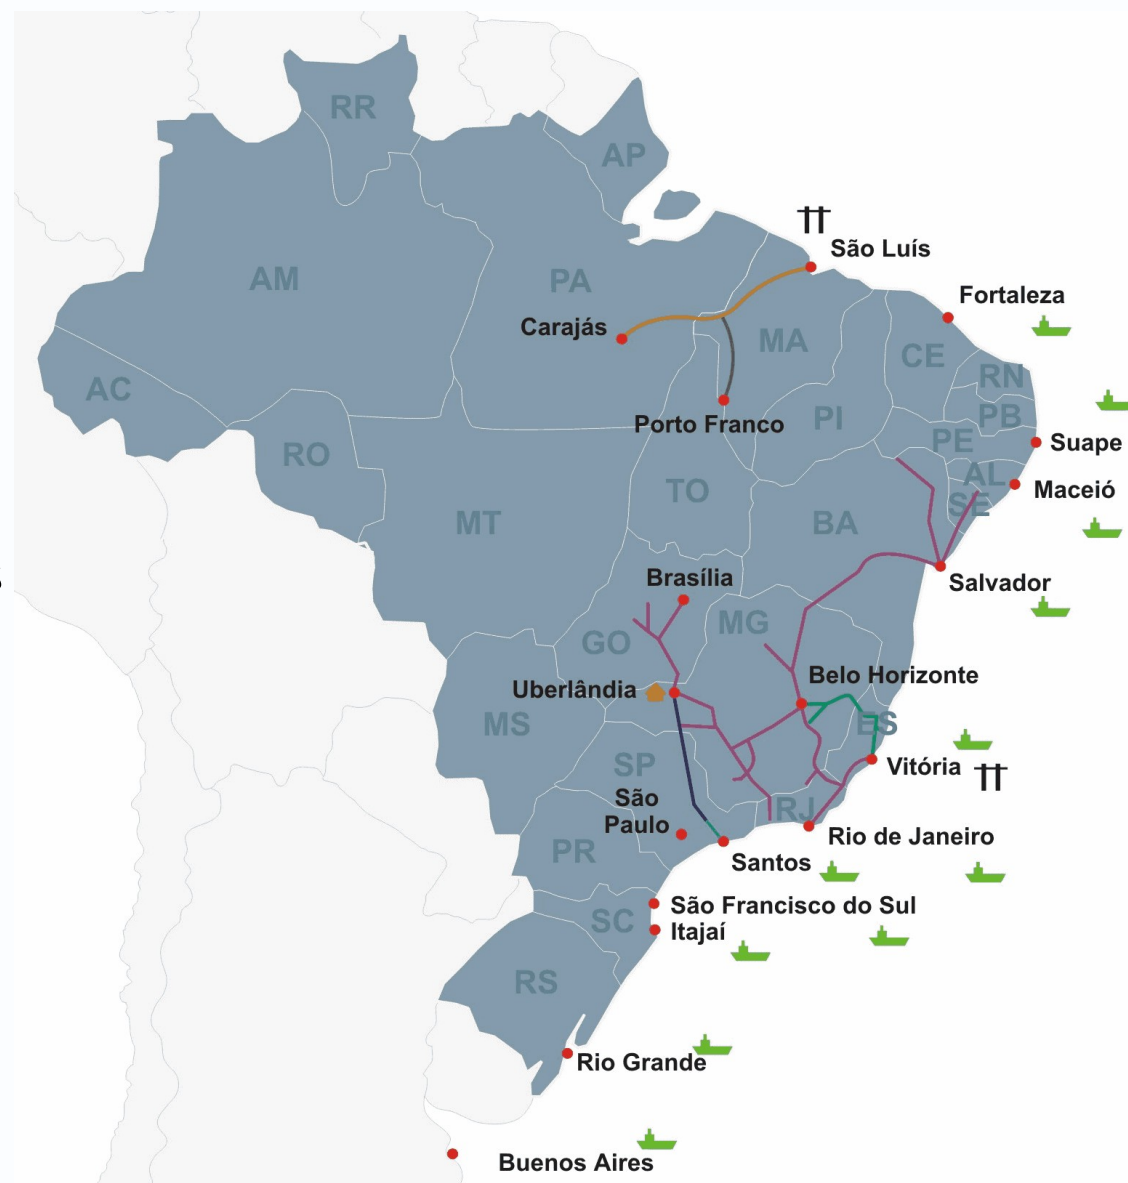 RR
AP
São Luís
AM
PA
Fortaleza
Carajás
MA
CE
RN
AC
PB
Porto Franco
PI
PE
Suape
RO
AL
TO
Maceió
SE
MT
BA
Brasília
Salvador
MG
GO
Belo Horizonte
Uberlândia
MS
ES
SP
Vitória
São
Paulo
RJ
Rio de Janeiro
PR
Santos
São Francisco do Sul
SC
Itajaí
RS
Rio Grande
Buenos Aires